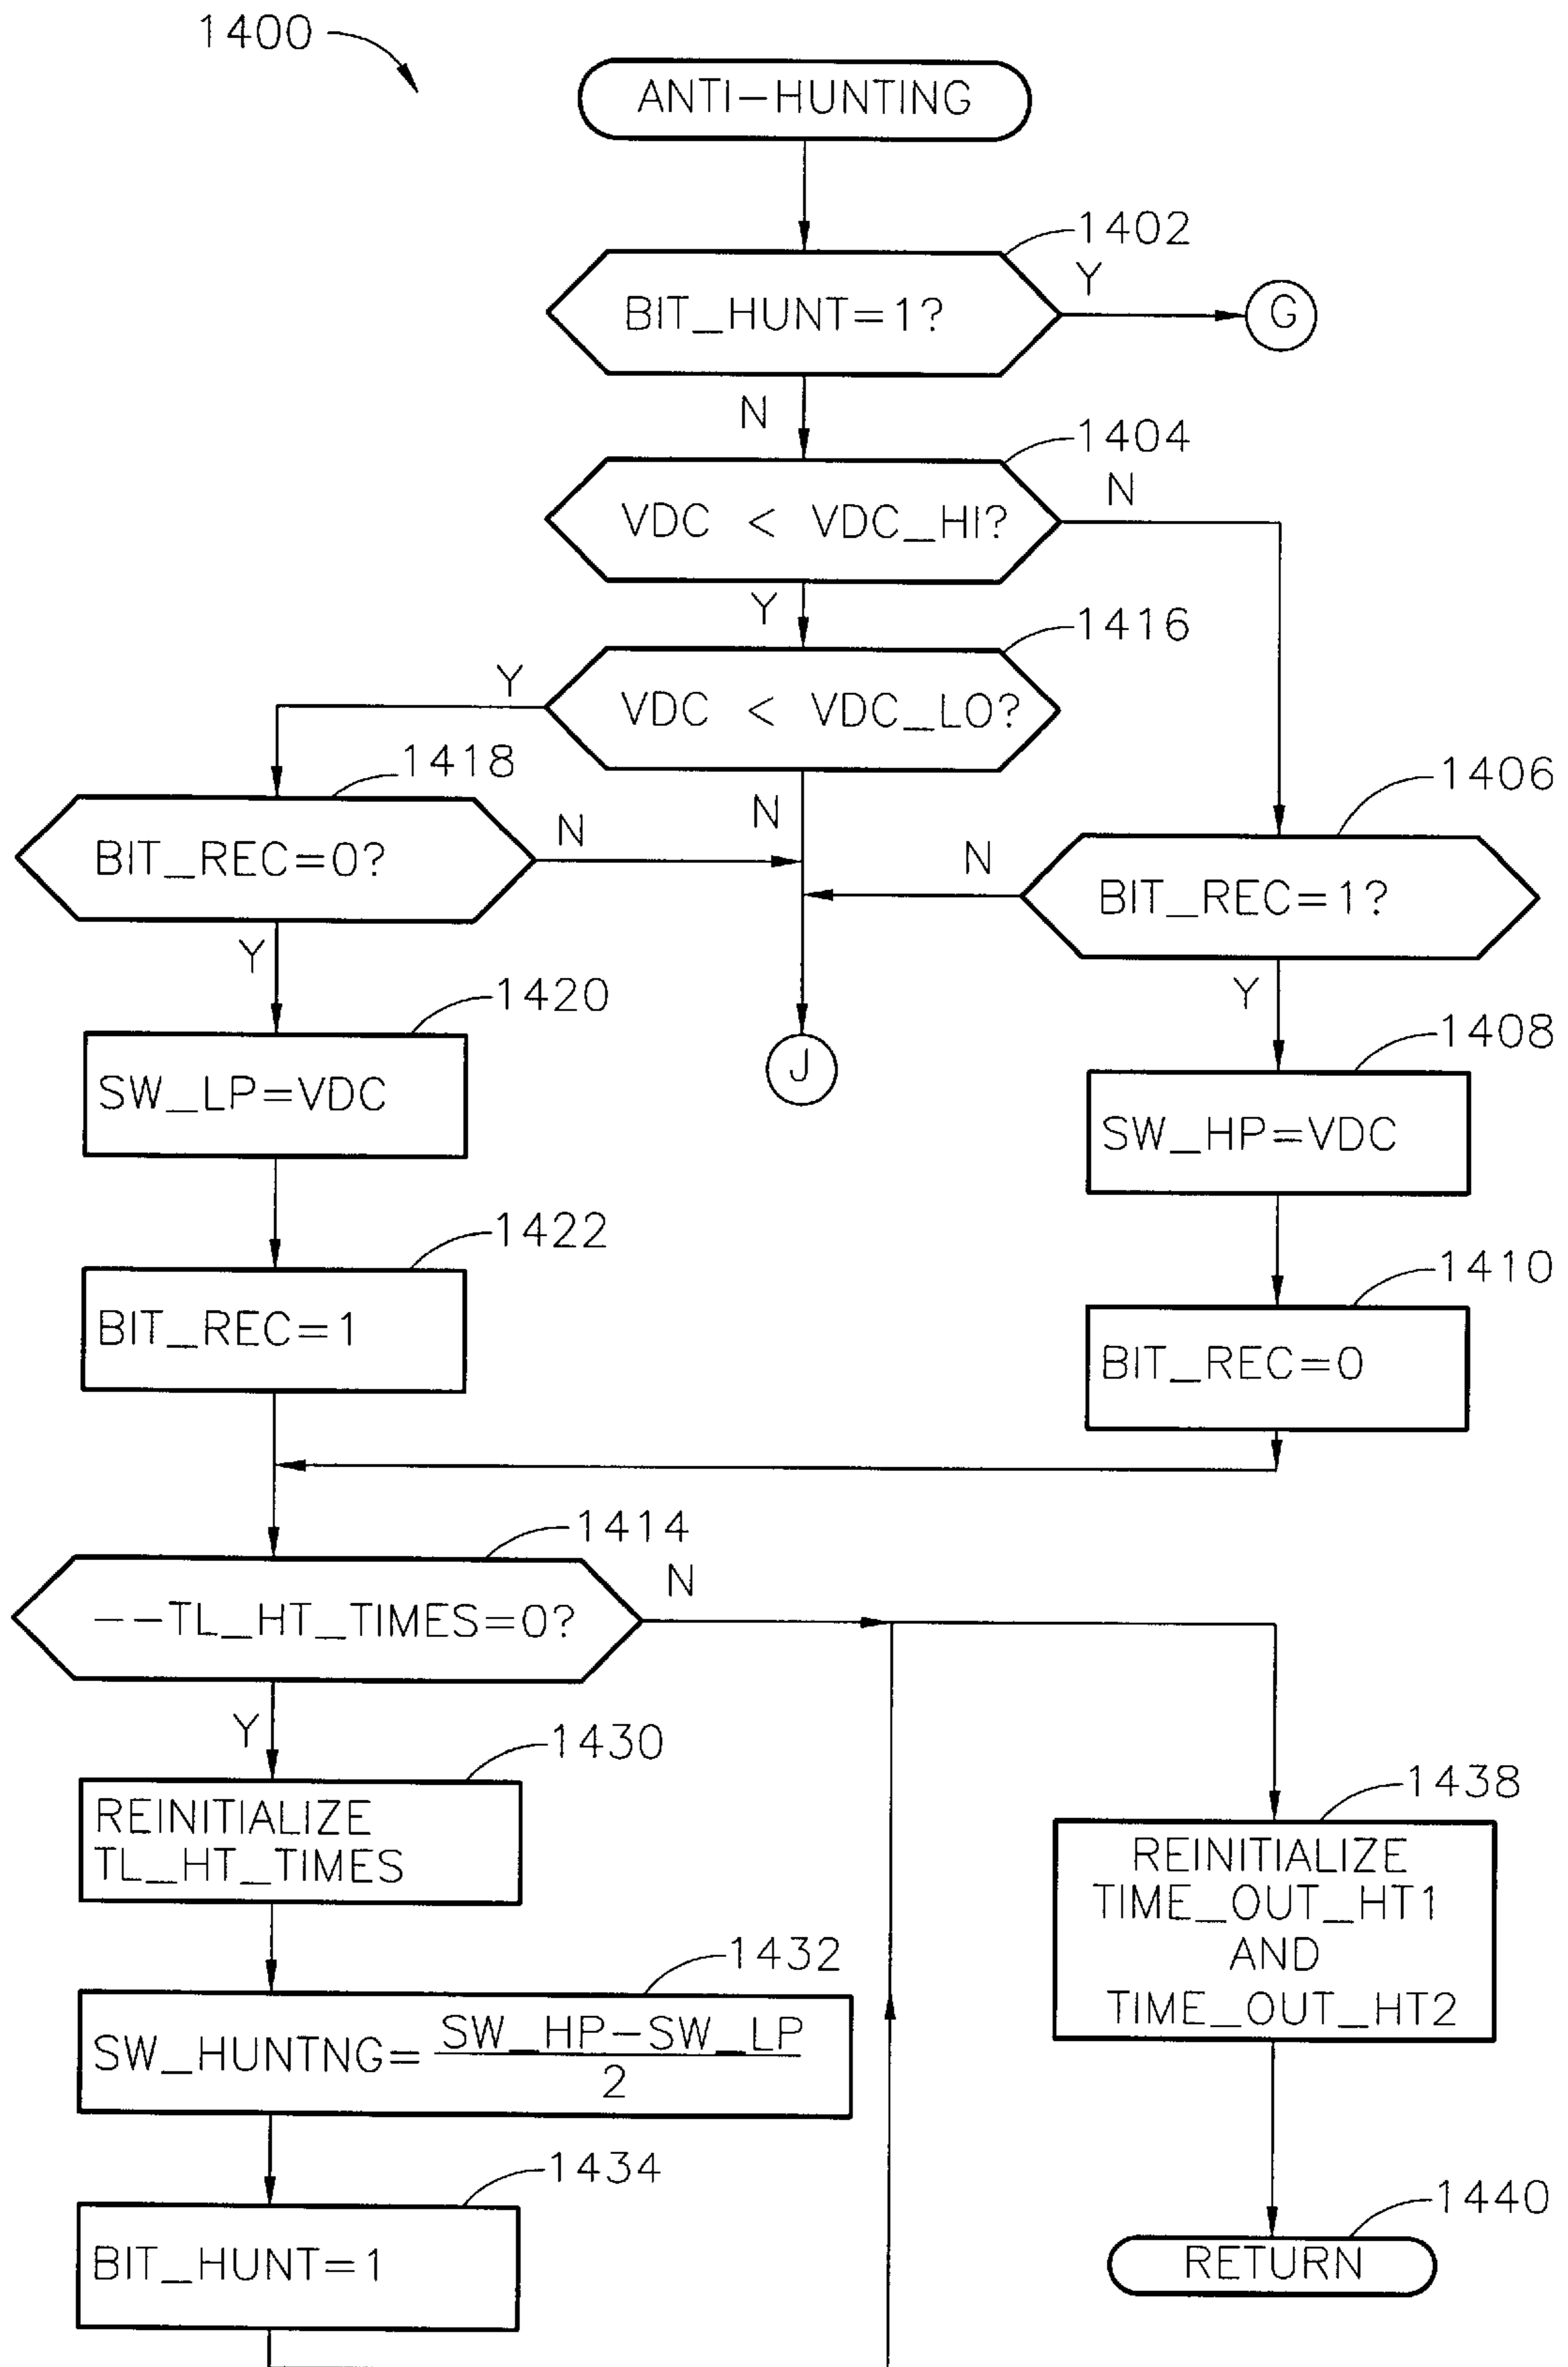 1400
ANTI-HUNTING
1402
BIT_HUNT=1?
Y
G
N
1404
VDC < VDC_HI?
N
Y
1416
VDC < VDC_LO?
Y
N
1418
BIT_REC=0?
N
Y
1406
BIT_REC=1?
N
Y
J
1420
SW_LP=VDC
1408
SW_HP=VDC
1422
BIT_REC=1
1410
BIT_REC=0
1414
--TL_HT_TIMES=0?
N
Y
1430
REINITIALIZE
TL_HT_TIMES
1438
REINITIALIZE
TIME_OUT_HT1
AND
TIME_OUT_HT2
1432
SW_HUNTNG=
SW_HP-SW_LP
2
1434
BIT_HUNT=1
1440
RETURN